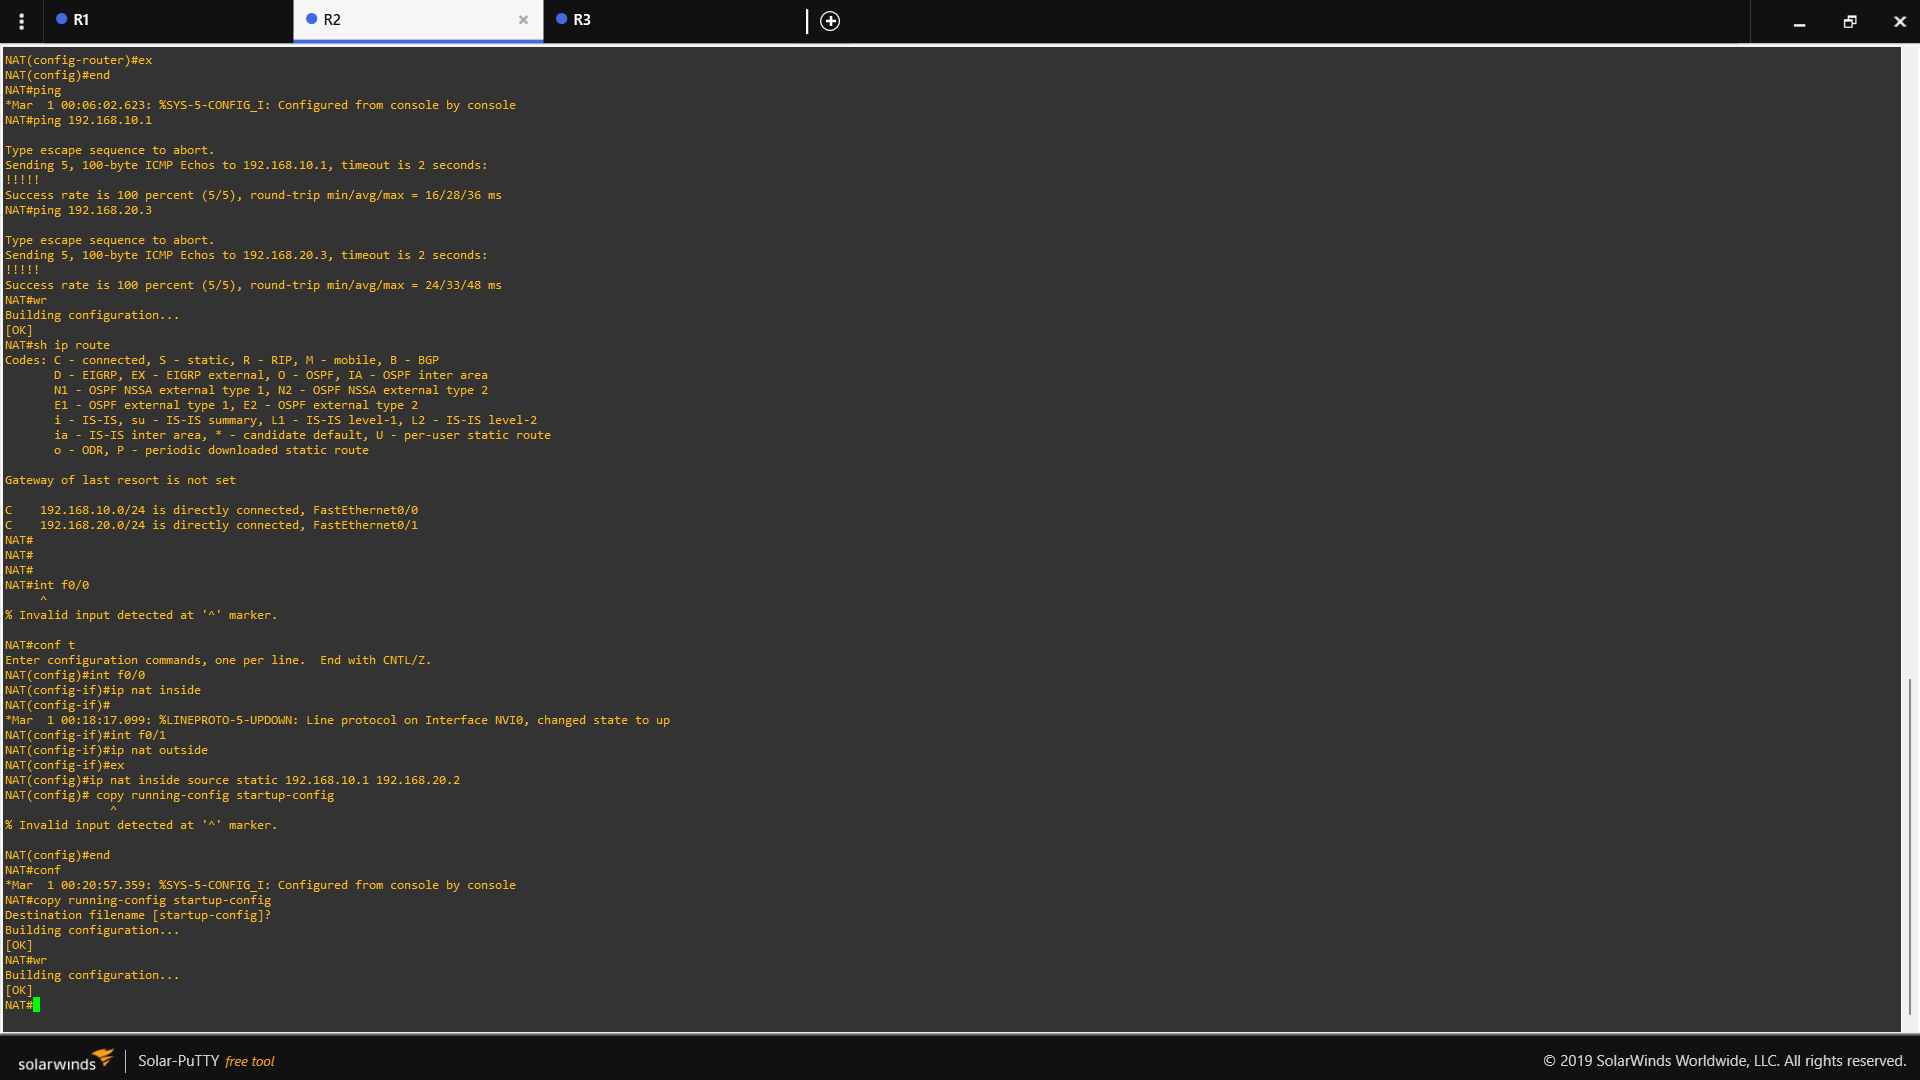 R1
R2
R3
NAT(config-router)#ex
NAT(config)#end
NAT#ping
*Mar  1 00:06:02.623: %SYS-5-CONFIG_I: Configured from console by console
NAT#ping 192.168.10.1
Type escape sequence to abort.
Sending 5, 100-byte ICMP Echos to 192.168.10.1, timeout is 2 seconds:
!!!!!
Success rate is 100 percent (5/5), round-trip min/avg/max = 16/28/36 ms
NAT#ping 192.168.20.3
Type escape sequence to abort.
Sending 5, 100-byte ICMP Echos to 192.168.20.3, timeout is 2 seconds:
!!!!!
Success rate is 100 percent (5/5), round-trip min/avg/max = 24/33/48 ms
NAT#wr
Building configuration...
[OK]
NAT#sh ip route
Codes: C - connected, S - static, R - RIP, M - mobile, B - BGP
       D - EIGRP, EX - EIGRP external, O - OSPF, IA - OSPF inter area
       N1 - OSPF NSSA external type 1, N2 - OSPF NSSA external type 2
       E1 - OSPF external type 1, E2 - OSPF external type 2
       i - IS-IS, su - IS-IS summary, L1 - IS-IS level-1, L2 - IS-IS level-2
       ia - IS-IS inter area, * - candidate default, U - per-user static route
       o - ODR, P - periodic downloaded static route
Gateway of last resort is not set
C    192.168.10.0/24 is directly connected, FastEthernet0/0
C    192.168.20.0/24 is directly connected, FastEthernet0/1
NAT#
NAT#
NAT#
NAT#int f0/0
     ^
% Invalid input detected at '^' marker.
NAT#conf t
Enter configuration commands, one per line.  End with CNTL/Z.
NAT(config)#int f0/0
NAT(config-if)#ip nat inside
NAT(config-if)#
*Mar  1 00:18:17.099: %LINEPROTO-5-UPDOWN: Line protocol on Interface NVI0, changed state to up
NAT(config-if)#int f0/1
NAT(config-if)#ip nat outside
NAT(config-if)#ex
NAT(config)#ip nat inside source static 192.168.10.1 192.168.20.2
NAT(config)# copy running-config startup-config
               ^
% Invalid input detected at '^' marker.
NAT(config)#end
NAT#conf
*Mar  1 00:20:57.359: %SYS-5-CONFIG_I: Configured from console by console
NAT#copy running-config startup-config
Destination filename [startup-config]?
Building configuration...
[OK]
NAT#wr
Building configuration...
[OK]
NAT#
solarwinds
Solar-PuTTY free tool
© 2019 SolarWinds Worldwide, LLC. All rights reserved.